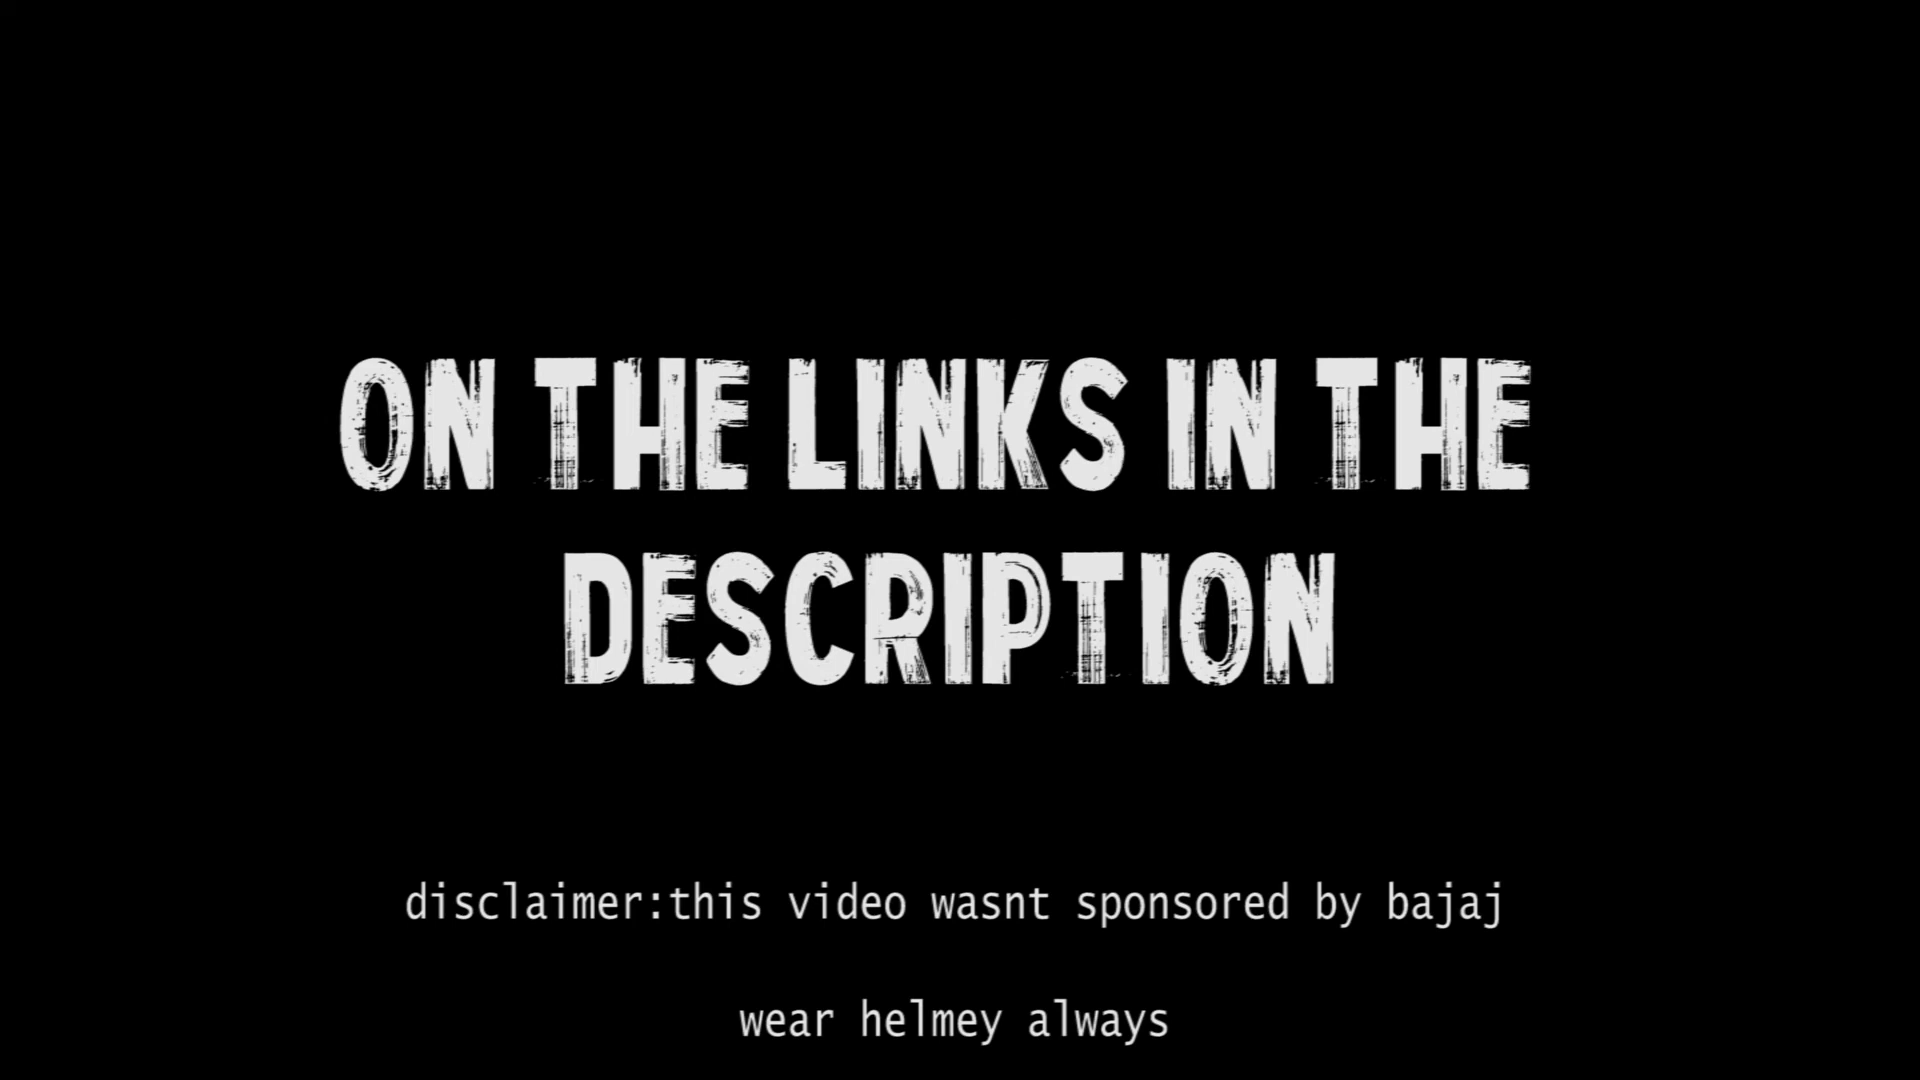 ON THE LINKS IN THE
DESCRIPTION
disclaimer:this video wasnt sponsored by bajaj
wear helmey always